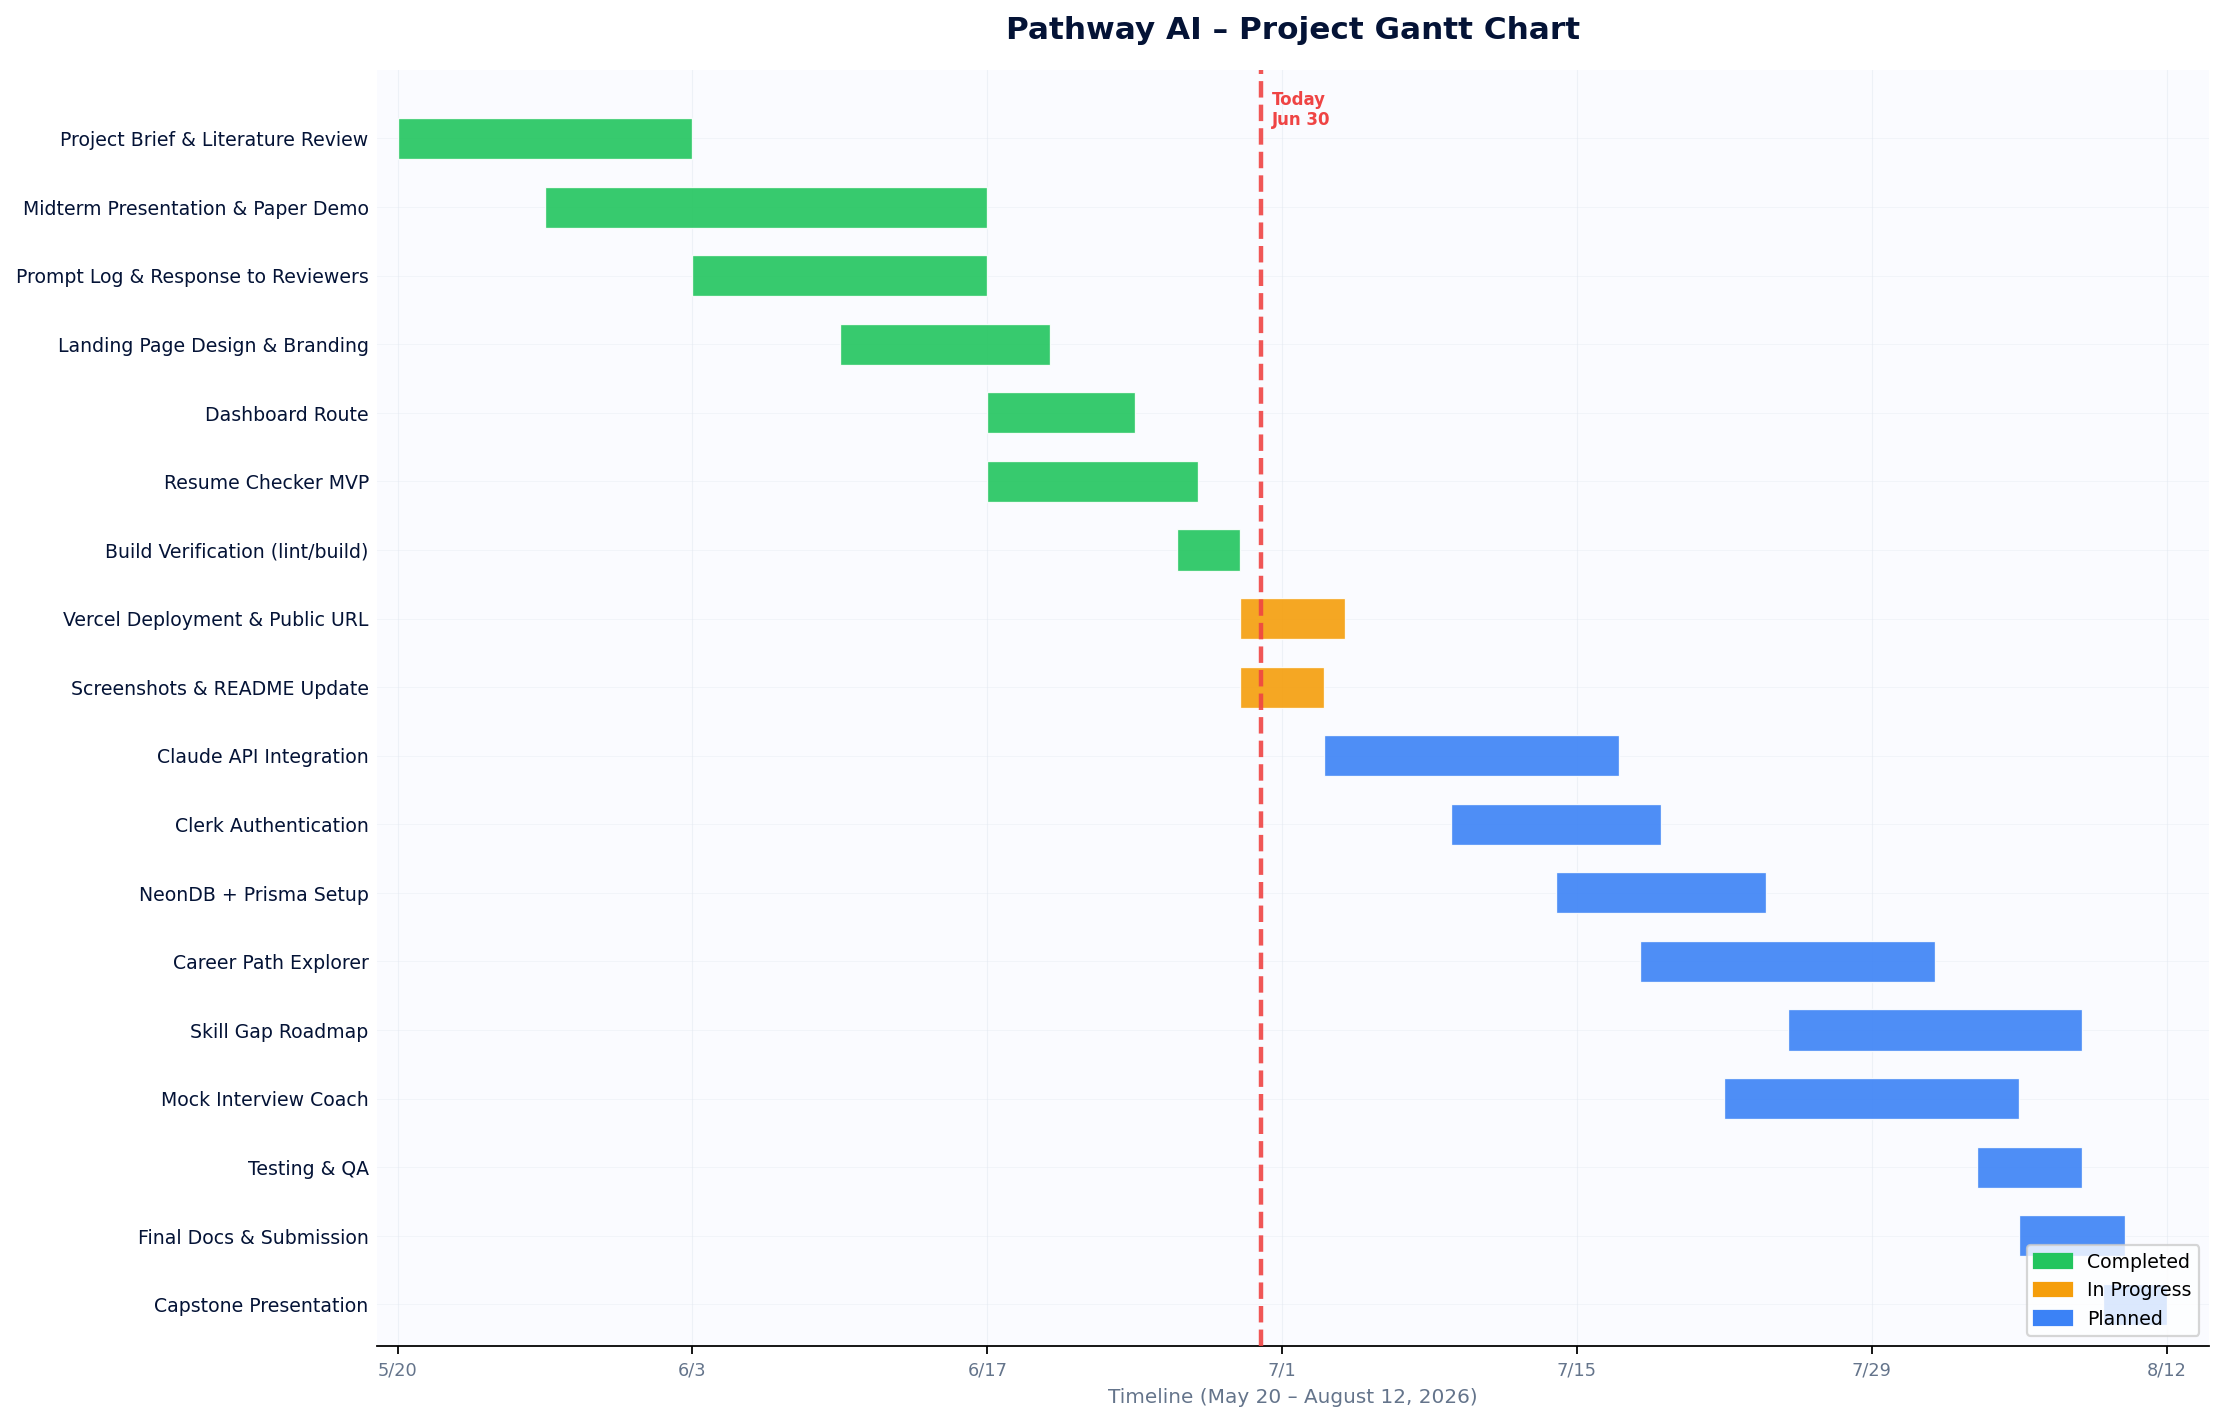 Pathway AI – Project Gantt Chart
Today
Jun 30
Project Brief & Literature Review
Midterm Presentation & Paper Demo
Prompt Log & Response to Reviewers
Landing Page Design & Branding
Dashboard Route
Resume Checker MVP
Build Verification (lint/build)
Vercel Deployment & Public URL
Screenshots & README Update
Claude API Integration
Clerk Authentication
NeonDB + Prisma Setup
Career Path Explorer
Skill Gap Roadmap
Mock Interview Coach
Testing & QA
Final Docs & Submission
Capstone Presentation
Completed
In Progress
Planned
5/20 6/3 6/17 7/1 7/15 7/29 8/12
Timeline (May 20 – August 12, 2026)